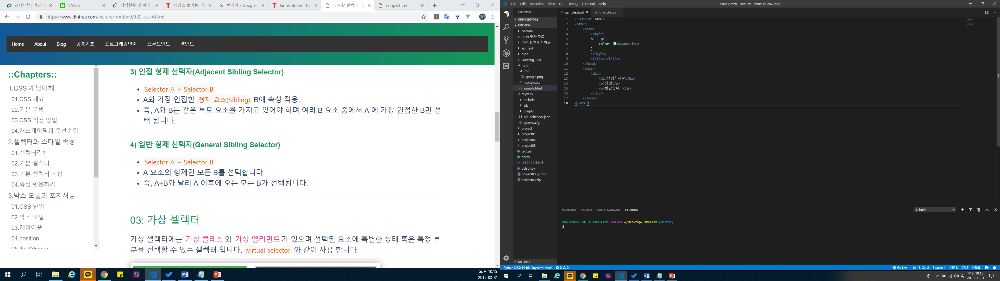 공지사항 | 가천대
NAVER
좌석현황 및 예약
제임스 브리들: 악
번역기 - Google
James Bridle: The
4. 복합 셀렉터 | C
sample.html
https://www.dinfree.com/lecture/frontend/122_css_4.html
TO
Home About Blog 공통기초 프로그래밍언어 프론트엔드 백엔드
::Chapters::
1.CSS 개념이해
01.CSS 개요
02.기본 문법
03.CSS 적용 방법
04.캐스케이딩과 우선순위
2.셀렉터와 스타일 속성
01.셀렉터란?
02.기본 셀렉터
03.기본 셀렉터 조합
04.속성 활용하기
3.박스 모델과 포지셔닝
01.CSS 단위
02.박스 모델
03.레이아웃
04.position
05.float/display
3) 인접 형제 선택자(Adjacent Sibling Selector)
Selector A + Selector B
A와 가장 인접한 형제 요소(Sibling) B에 속성 적용.
즉, A와 B는 같은 부모 요소를 가지고 있어야 하며 여러 B 요소 중에서 A 에 가장 인접한 B만 선
택 됩니다.
4) 일반 형제 선택자(General Sibling Selector)
Selector A ~ Selector B
A 요소의 형제인 모든 B를 선택합니다.
즉, A+B와 달리 A 이후에 오는 모든 B가 선택됩니다.
03: 가상 셀렉터
가상 셀렉터에는 가상 클래스 와 가상 엘리먼트 가 있으며 선택된 요소에 특별한 상태 혹은 특정 부
분을 선택할 수 있는 셀렉터 입니다. :virtual selector 와 같이 사용 합니다.
오후 10:15
2019-03-31
File Edit Selection View Go Debug Terminal Help
sample.html - LikeLion - Visual Studio Code
EXPLORER
OPEN EDITORS
LIKELION
.vscode
2019 멋사 자료
가천대 멋사 사이트
api_test
blog
crawling_test
html
img
google.png
mystyle.css
sample.html
myvenv
Include
Lib
Scripts
pip-selfcheck.json
pyvenv.cfg
project
project01
project02
project03
crol.py
dd.py
ddddddd.html
dsfsdf.py
project03 (2).zip
project03.zip
OUTLINE
sample.html
mystyle.css
1 <!DOCTYPE html>
2 <html>
3 <head>
4 <style>
5 h1 + p{
6 color: aquamarine;
7 }
8 </style>
9 <title></title>
10 </head>
11 <body>
12 <div>
13 <h1>안녕하세요</h1>
14 <p>안녕</p>
15 <p>반갑습니다</p>
16 </div>
17 </body>
18 </html>
PROBLEMS OUTPUT DEBUG CONSOLE TERMINAL
1: bash
MunSeoHee@LAPTOP-BH83117P MINGW64 ~/Desktop/LikeLion (master)
$
Python 3.7.0 64-bit ('myvenv': venv) 0 0
Go Live Ln 18, Col 8 Spaces: 4 UTF-8 CRLF HTML
A
오후 10:15
2019-03-31